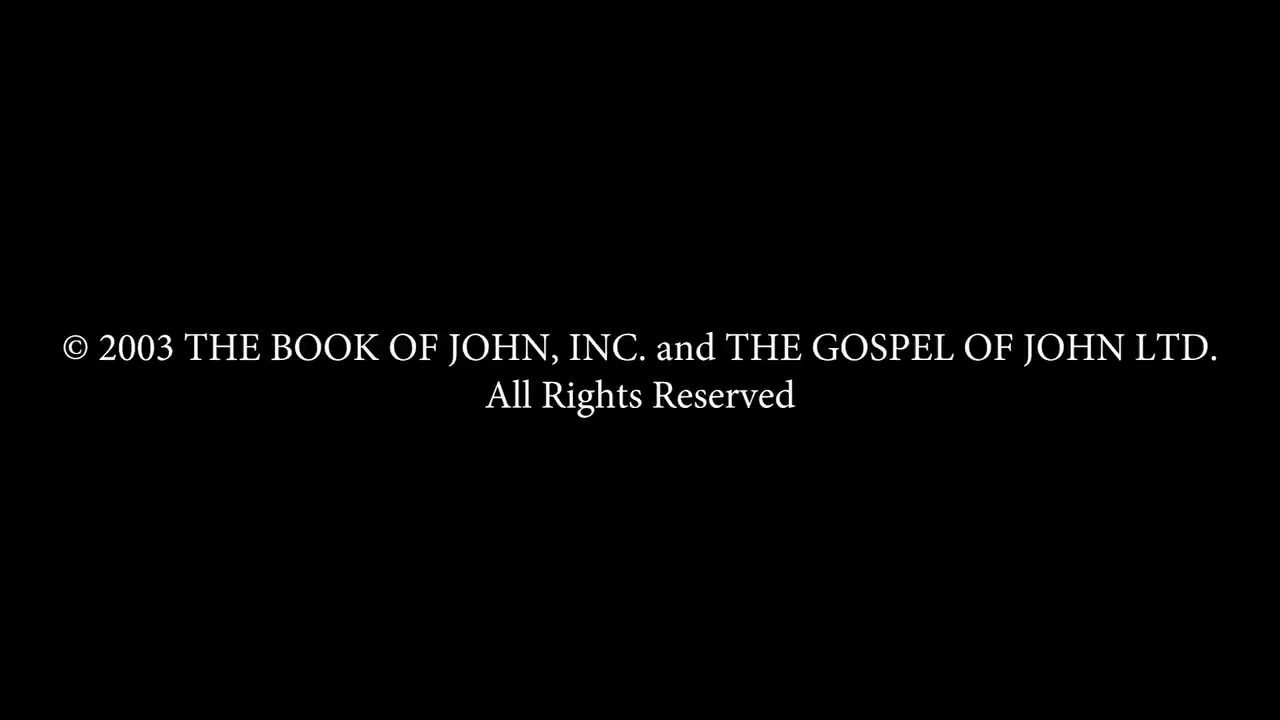 © 2003 THE BOOK OF JOHN, INC. and THE GOSPEL OF JOHN LTD.
All Rights Reserved